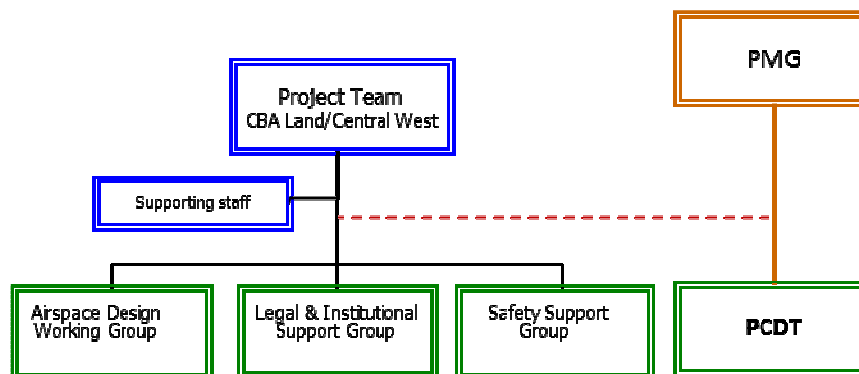 PMG
Project Team
CBA Land/Central West
Supporting staff
Airspace Design
Working Group
Legal & Institutional
Support Group
Safety Support
Group
PCDT